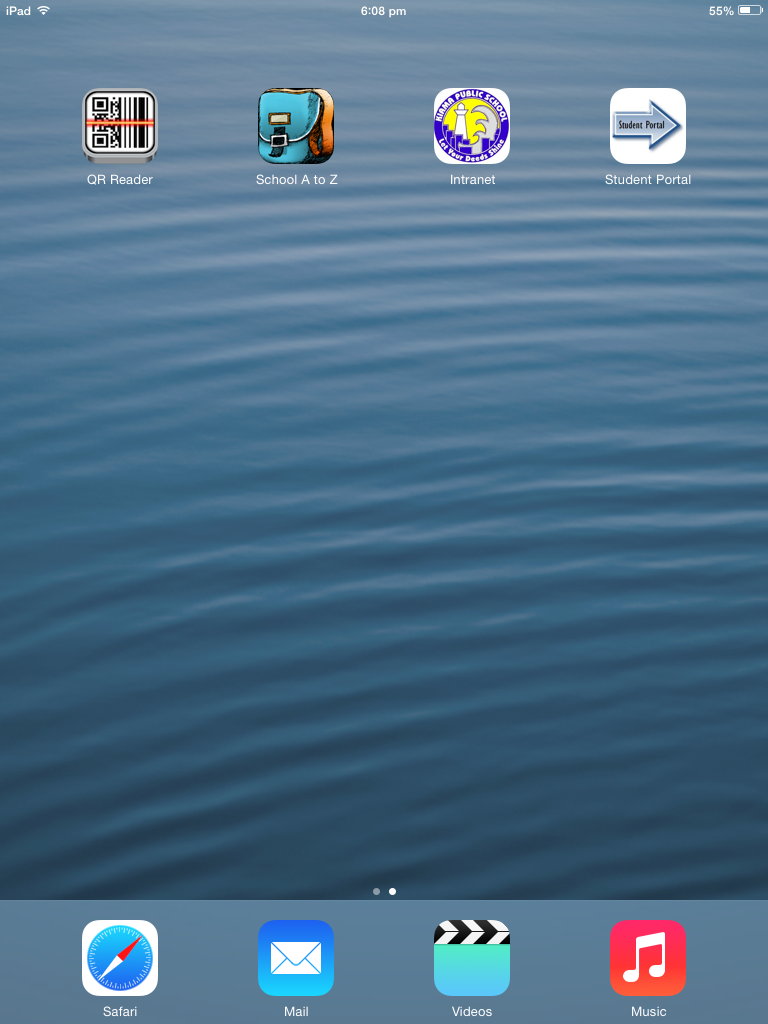 iPad 6:08 pm 55%
KIAMA PUBLIC SCHOOL
Let Your Deeds Shine
Student Portal
QR Reader School A to Z Intranet Student Portal
Safari Mail Videos Music